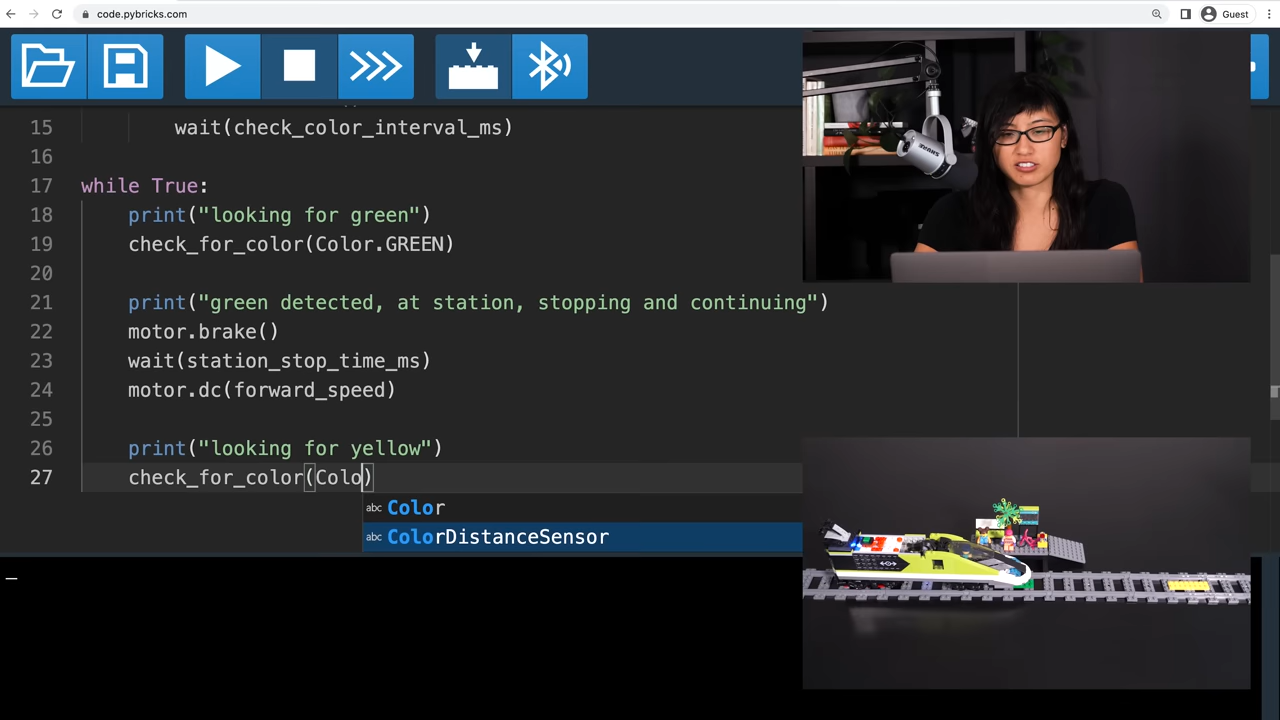 code.pybricks.com
Guest
15 wait(check_color_interval_ms)
16
17 while True:
18 print("looking for green")
19 check_for_color(Color.GREEN)
20
21 print("green detected, at station, stopping and continuing")
22 motor.brake()
23 wait(station_stop_time_ms)
24 motor.dc(forward_speed)
25
26 print("looking for yellow")
27 check_for_color(Colo)
abc Color
abc ColorDistanceSensor
SHURE